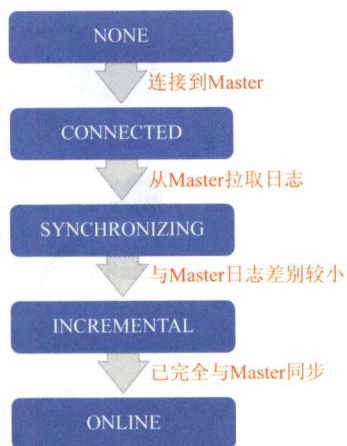 NONE
连接到Master
CONNECTED
从Master拉取日志
SYNCHRONIZING
与Master日志差别较小
INCREMENTAL
已完全与Master同步
ONLINE